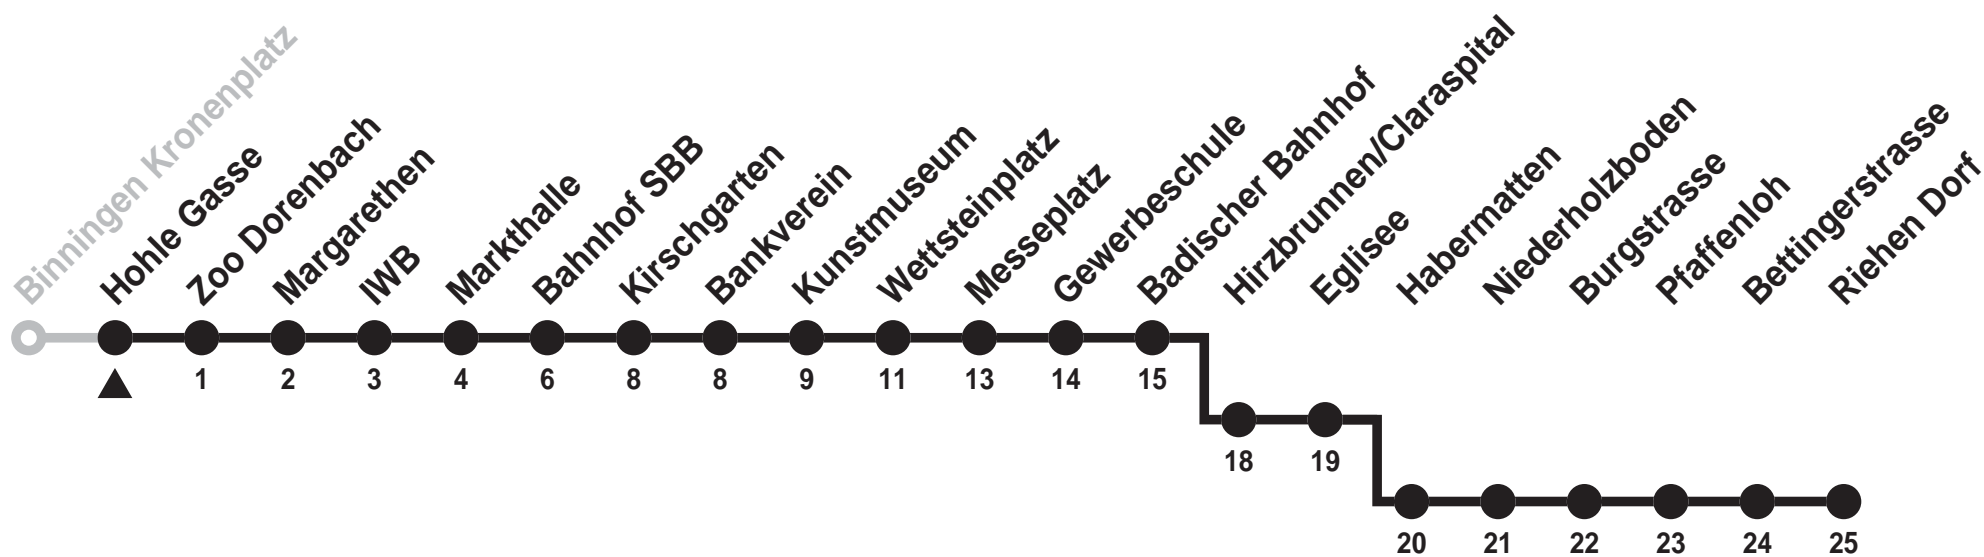 Binningen Kronenplatz
Hohle Gasse
Zoo Dorenbach
Margarethen
IWB
Markthalle
Bahnhof SBB
Kirschgarten
Bankverein
Kunstmuseum
Wettsteinplatz
Messeplatz
Gewerbeschule
Badischer Bahnhof
Hirzbrunnen/Claraspital
Eglisee
Habermatten
Niederholzboden
Burgstrasse
Pfaffenloh
Bettingerstrasse
Riehen Dorf
1 2 3 4 6 8 8 9 11 13 14 15
18 19
20 21 22 23 24 25